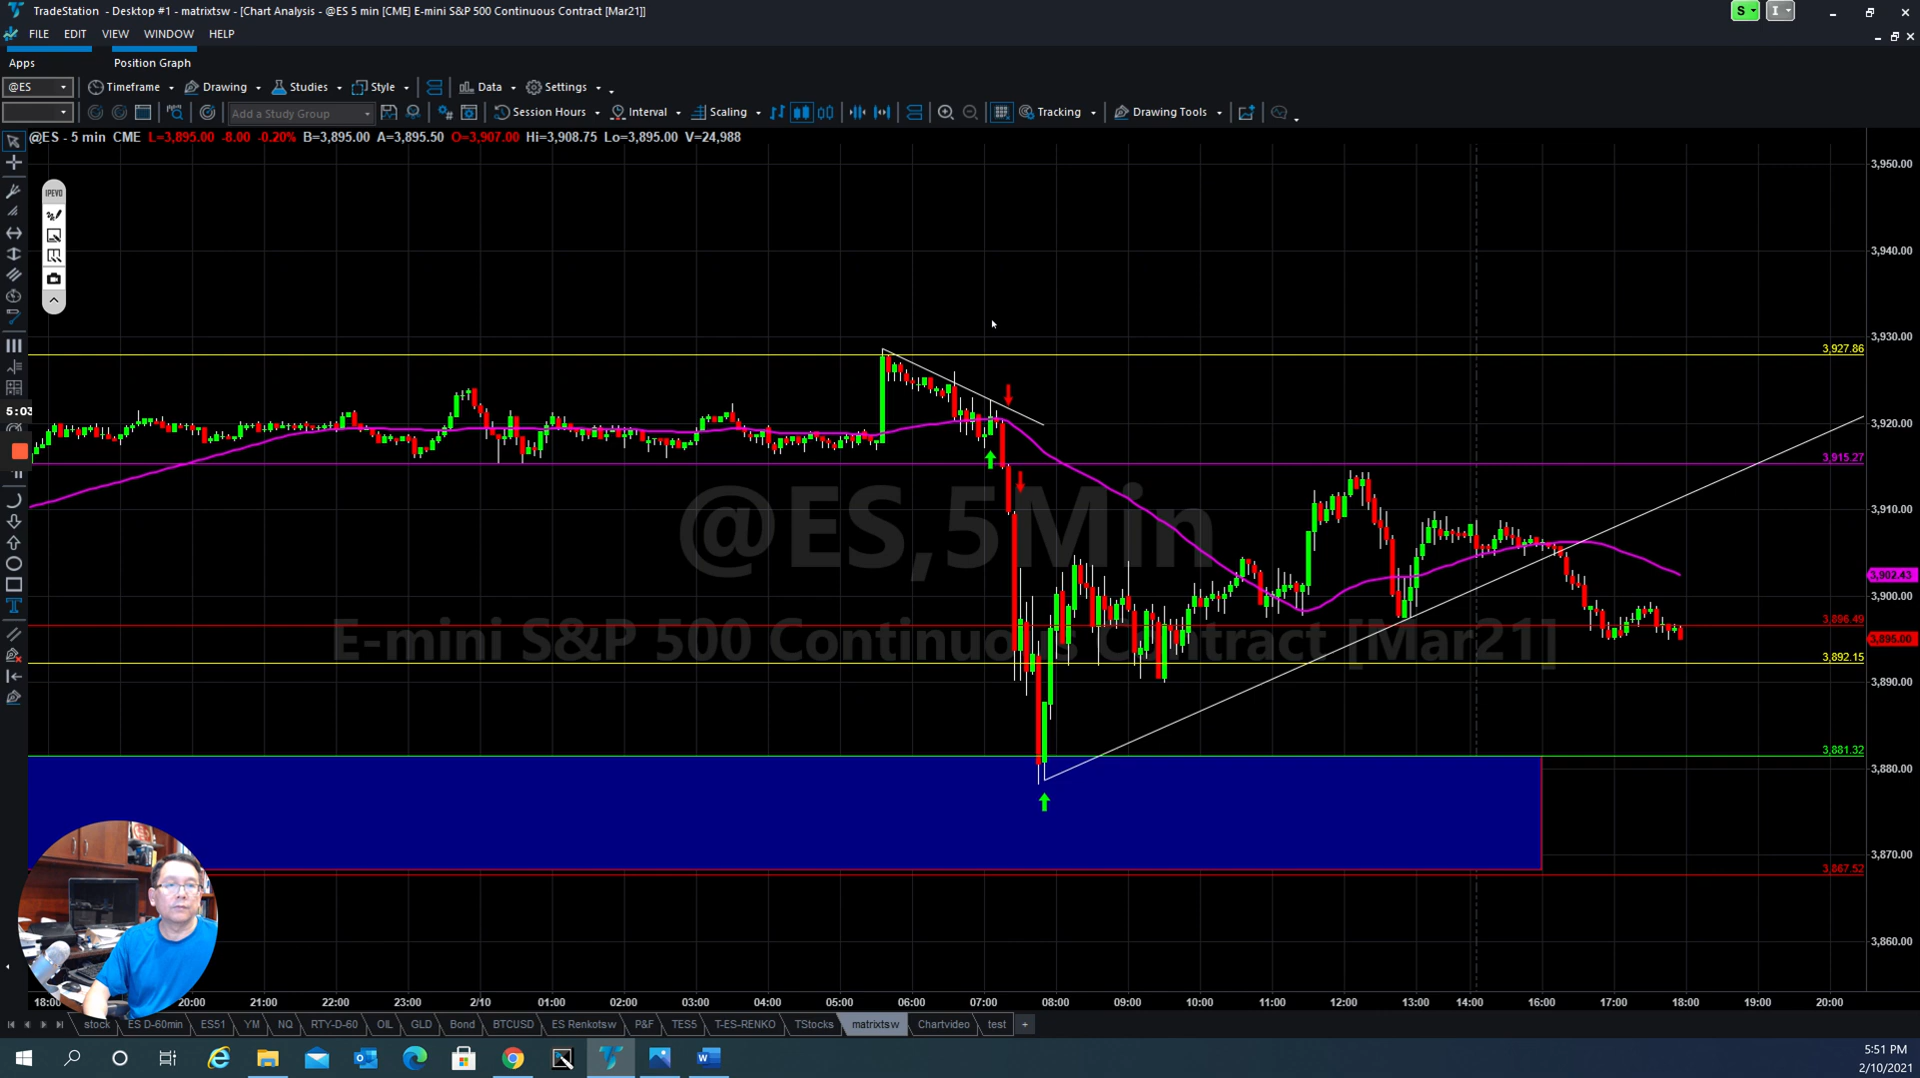 TradeStation - Desktop #1 - matrixtsw - [Chart Analysis - @ES 5 min [CME] E-mini S&P 500 Continuous Contract [Mar21]]
S
I
FILE EDIT VIEW WINDOW HELP
Apps Position Graph
@ES Timeframe Drawing Studies Style Data Settings
Add a Study Group Session Hours Interval Scaling Tracking Drawing Tools
@ES - 5 min CME L=3,895.00 -8.00 -0.20% B=3,895.00 A=3,895.50 O=3,907.00 Hi=3,908.75 Lo=3,895.00 V=24,988
3,950.00
IPEVO
3,940.00
3,930.00
3,927.86
5:03
3,920.00
3,915.27
3,910.00
@ES,5Min
3,902.43
3,900.00
3,896.49
E-mini S&P 500 Continuous Contract [Mar21]
3,895.00
3,892.15
3,890.00
3,881.32
3,880.00
3,870.00
3,867.52
3,860.00
18:00 20:00 21:00 22:00 23:00 2/10 01:00 02:00 03:00 04:00 05:00 06:00 07:00 08:00 09:00 10:00 11:00 12:00 13:00 14:00 16:00 17:00 18:00 19:00 20:00
stock ES D-60min ES51 YM NQ RTY-D-60 OIL GLD Bond BTCUSD ES Renkotsw P&F TES5 T-ES-RENKO TStocks matrixtsw Chartvideo test +
5:51 PM
2/10/2021